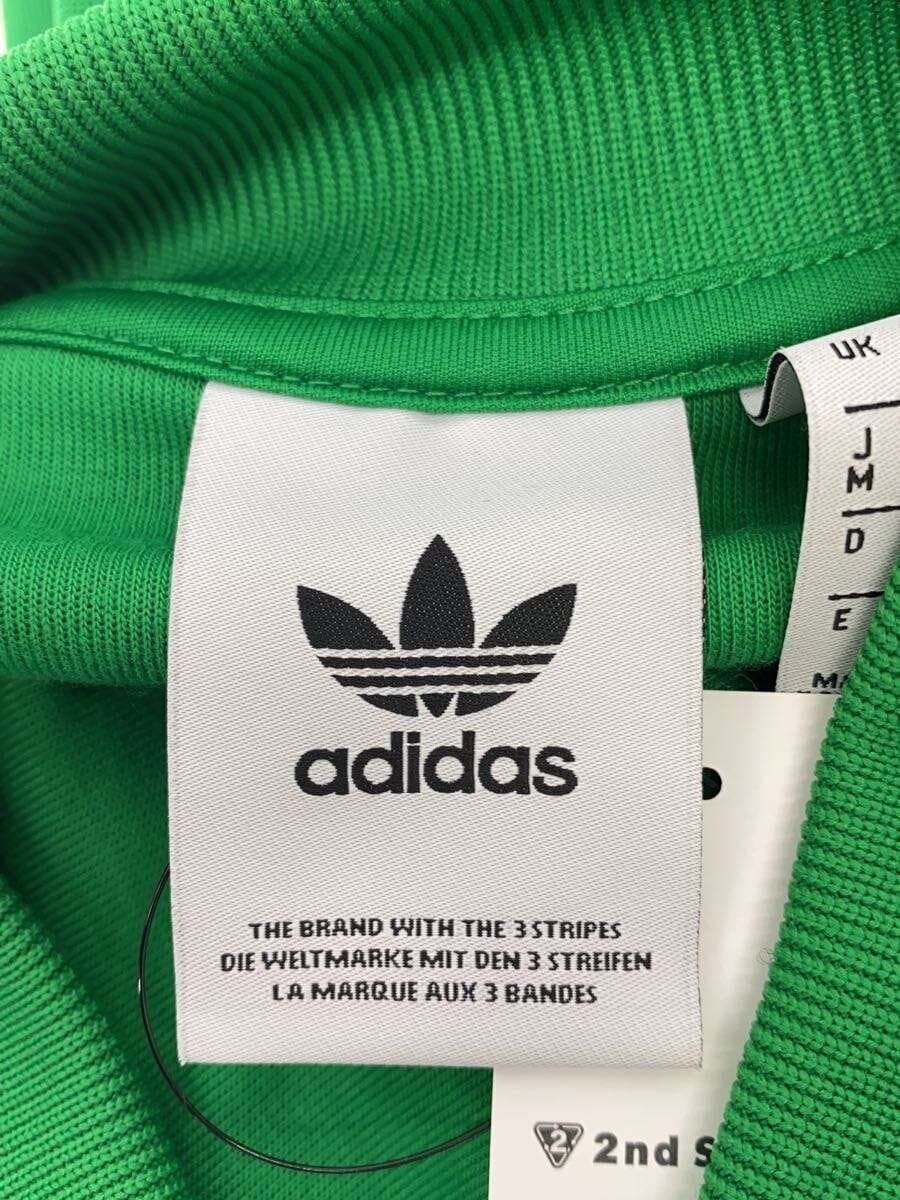 adidas
THE BRAND WITH THE 3 STRIPES
DIE WELTMARKE MIT DEN 3 STREIFEN
LA MARQUE AUX 3 BANDES
UK
J
M
D
E
2nd